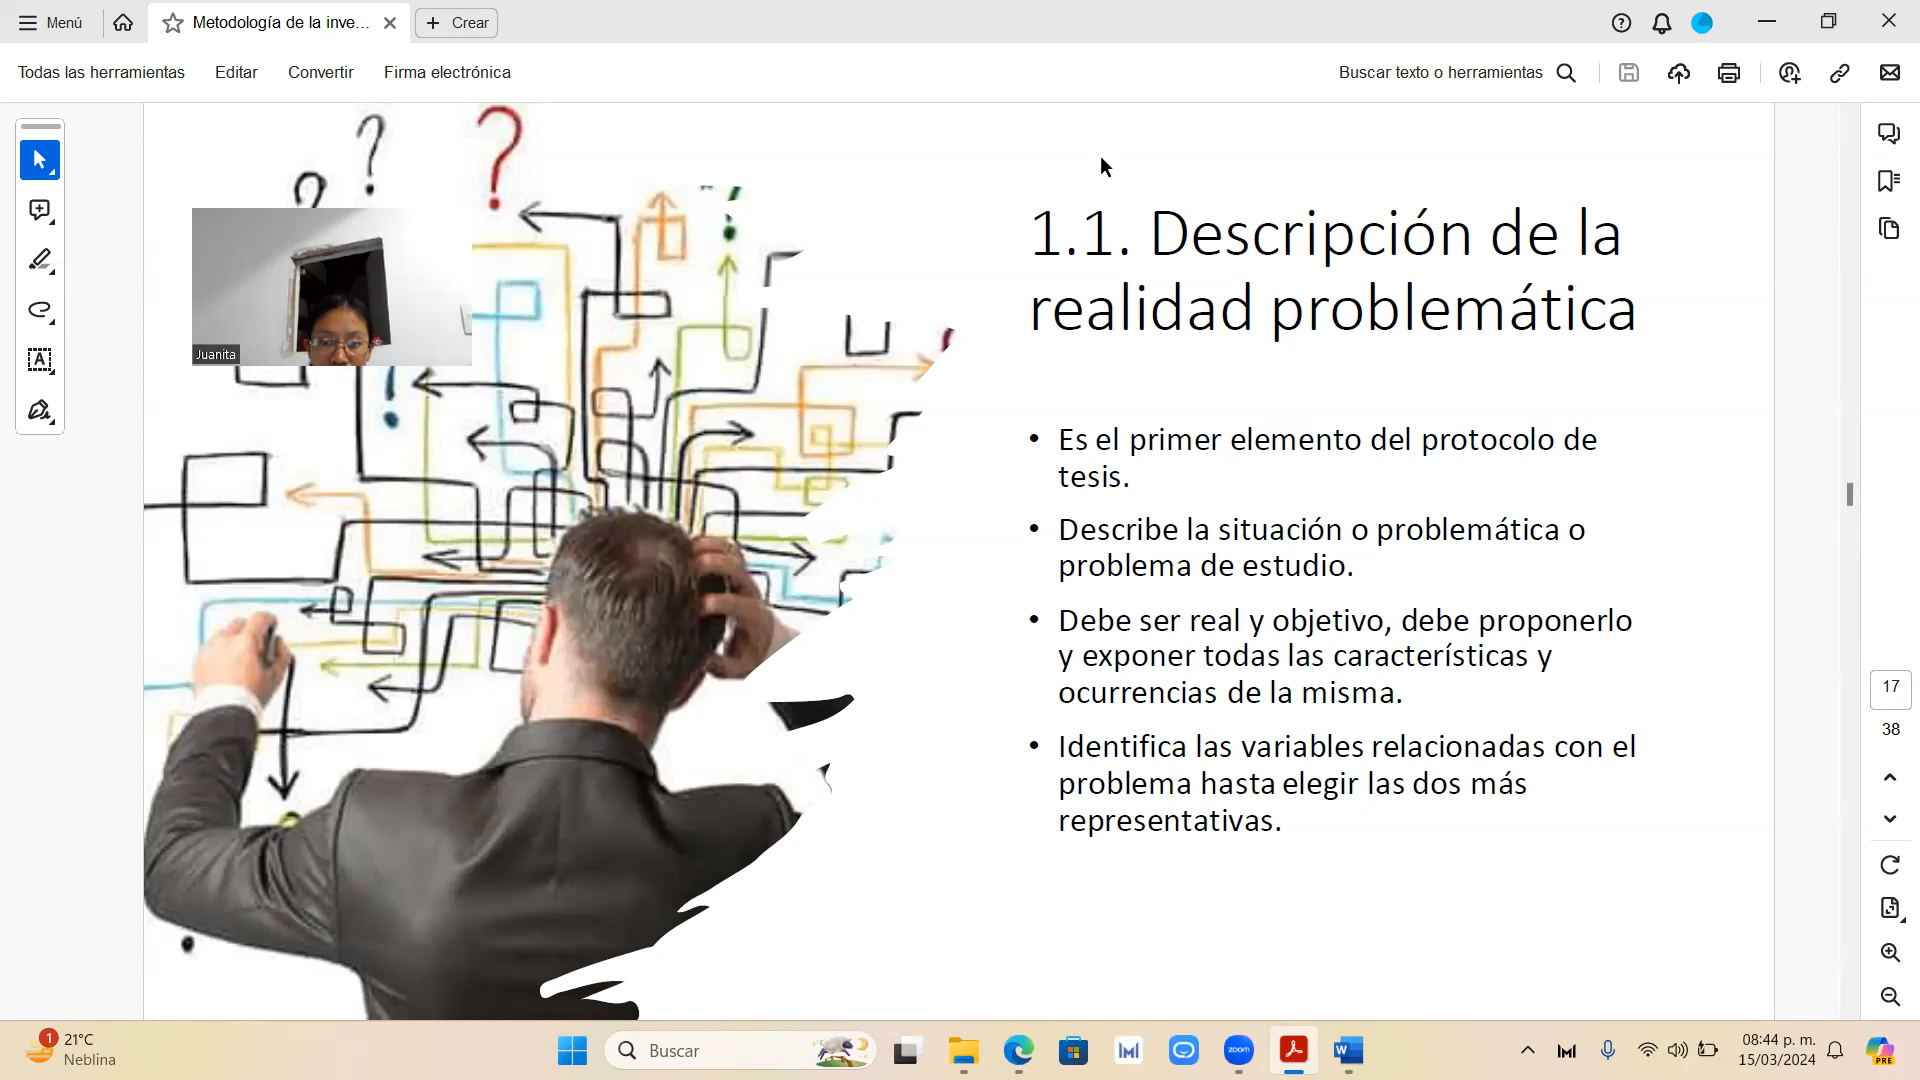 Menú
Metodología de la inve...
Crear
Todas las herramientas
Editar
Convertir
Firma electrónica
Buscar texto o herramientas
?
?
?
Juanita
1.1. Descripción de la
realidad problemática
• Es el primer elemento del protocolo de
tesis.
• Describe la situación o problemática o
problema de estudio.
• Debe ser real y objetivo, debe proponerlo
y exponer todas las características y
ocurrencias de la misma.
• Identifica las variables relacionadas con el
problema hasta elegir las dos más
representativas.
17
38
1
21°C
Neblina
Buscar
zoom
W
08:44 p. m.
15/03/2024
PRE